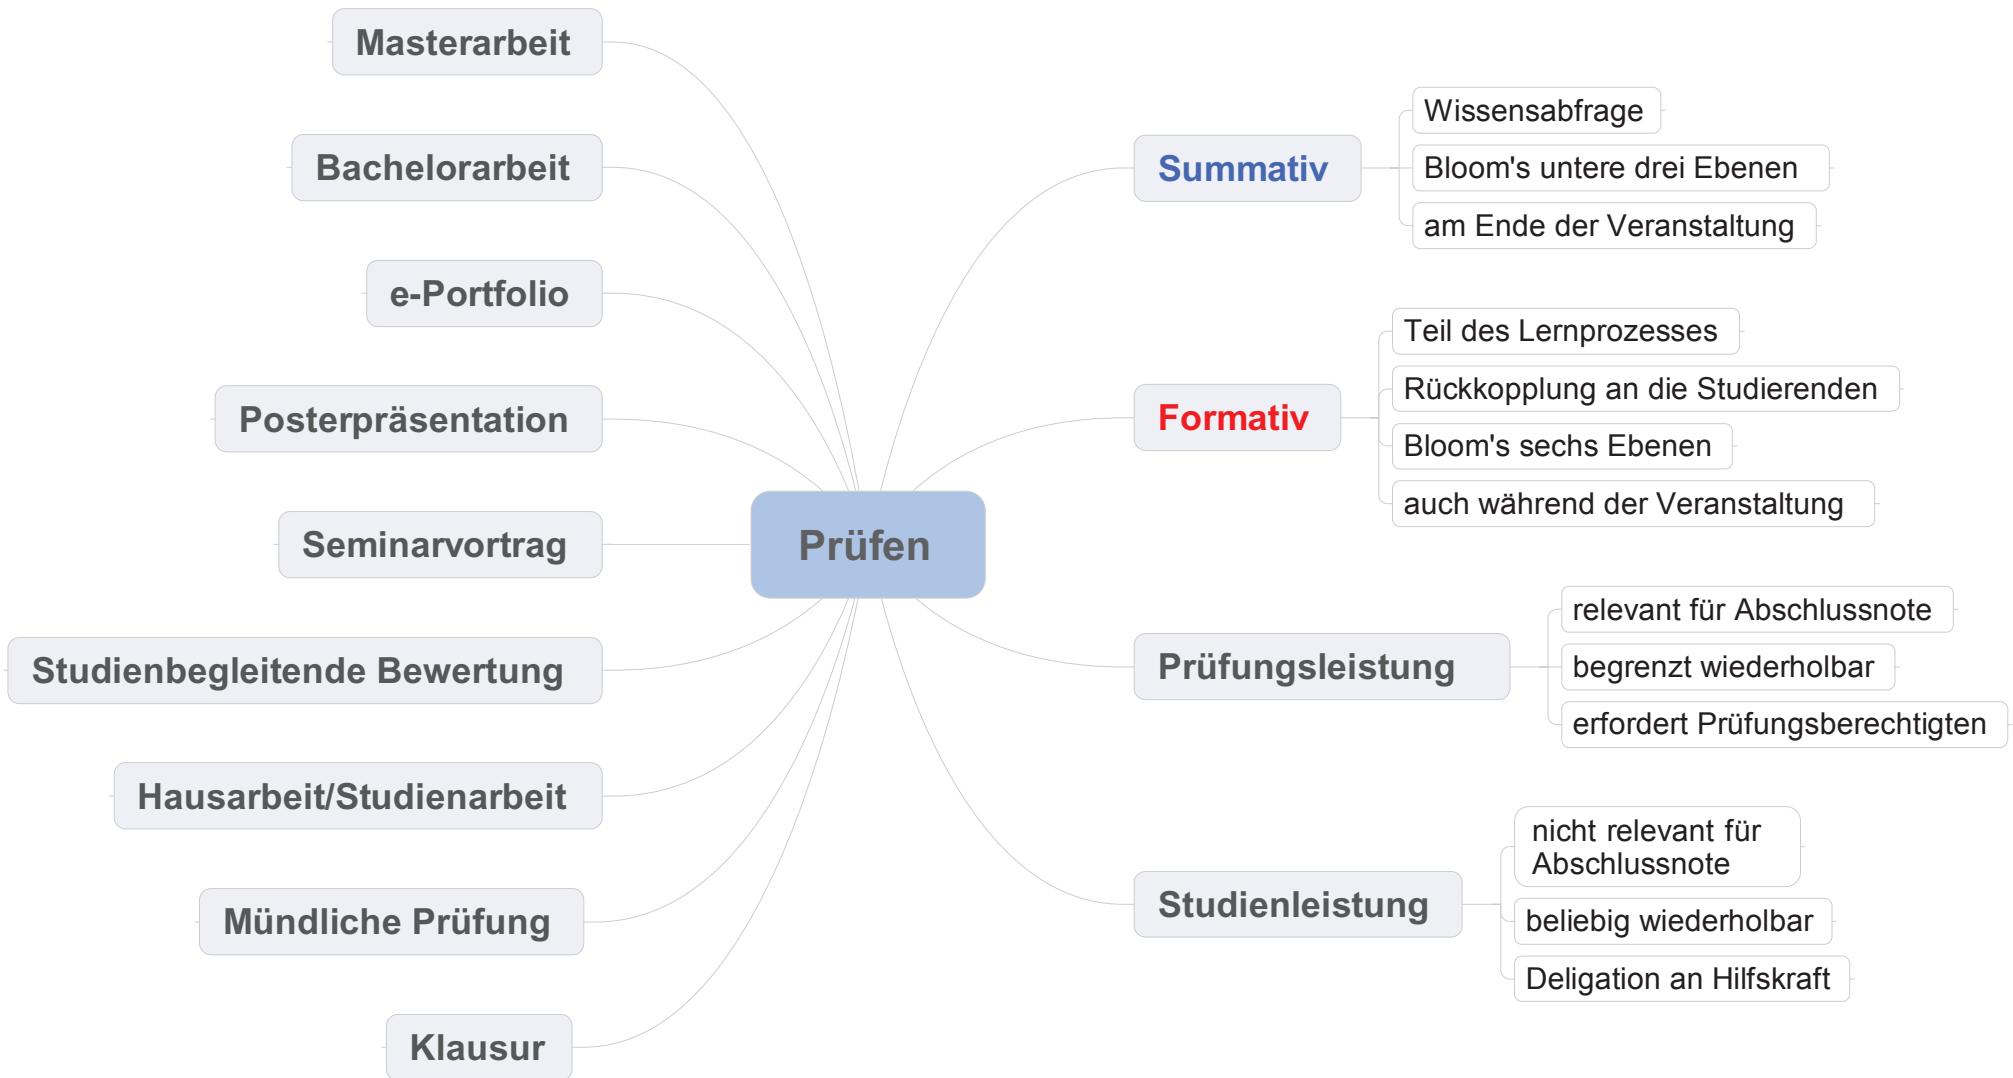 Masterarbeit
Bachelorarbeit
e-Portfolio
Posterpräsentation
Seminarvortrag
Studienbegleitende Bewertung
Hausarbeit/Studienarbeit
Mündliche Prüfung
Klausur
Prüfen
Summativ
Wissensabfrage
Bloom's untere drei Ebenen
am Ende der Veranstaltung
Formativ
Teil des Lernprozesses
Rückkopplung an die Studierenden
Bloom's sechs Ebenen
auch während der Veranstaltung
Prüfungsleistung
relevant für Abschlussnote
begrenzt wiederholbar
erfordert Prüfungsberechtigten
Studienleistung
nicht relevant für
Abschlussnote
beliebig wiederholbar
Deligation an Hilfskraft